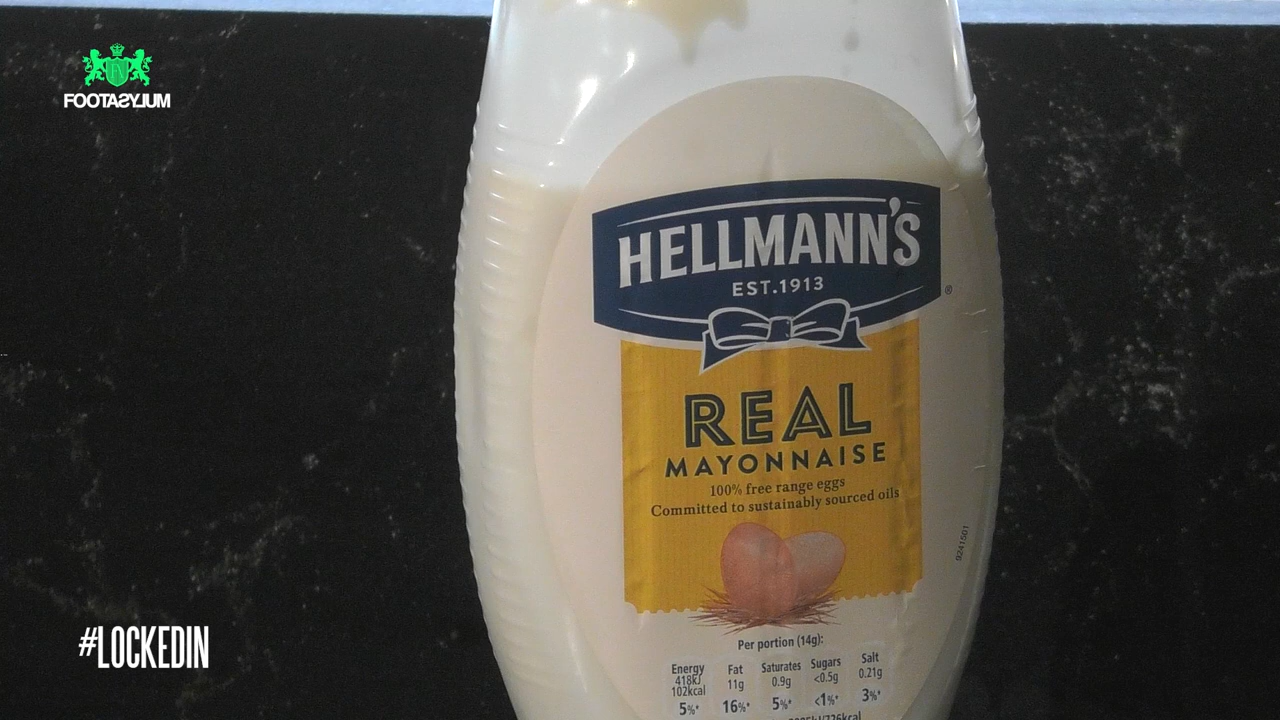 FOOTASYLUM
HELLMANN'S
EST.1913
®
REAL
MAYONNAISE
100% free range eggs
Committed to sustainably sourced oils
9241501
Per portion (14g):
Energy Fat Saturates Sugars Salt
418kJ 11g 0.9g <0.5g 0.21g
102kcal
5%* 16%* 5%* <1%* 3%*
#LOCKEDIN